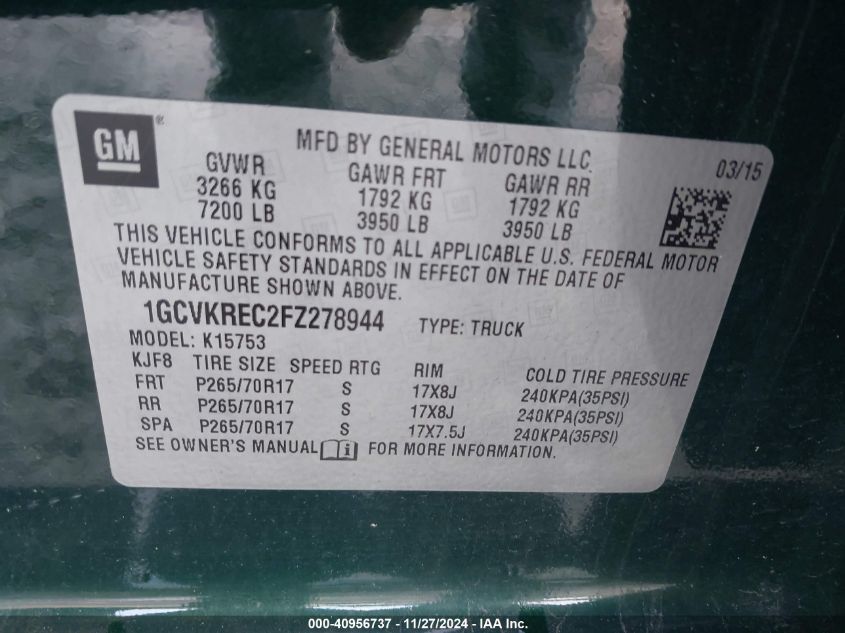 GM®
MFD BY GENERAL MOTORS LLC.
03/15
GVWR GAWR FRT GAWR RR
3266 KG 1792 KG 1792 KG
7200 LB 3950 LB 3950 LB
THIS VEHICLE CONFORMS TO ALL APPLICABLE U.S. FEDERAL MOTOR
VEHICLE SAFETY STANDARDS IN EFFECT ON THE DATE OF
MANUFACTURE SHOWN ABOVE.
1GCVKREC2FZ278944 TYPE: TRUCK
MODEL: K15753
KJF8 TIRE SIZE SPEED RTG RIM COLD TIRE PRESSURE
FRT P265/70R17 S 17X8J 240KPA(35PSI)
RR P265/70R17 S 17X8J 240KPA(35PSI)
SPA P265/70R17 S 17X7.5J 240KPA(35PSI)
SEE OWNER'S MANUAL FOR MORE INFORMATION.
000-40956737 - 11/27/2024 - IAA Inc.